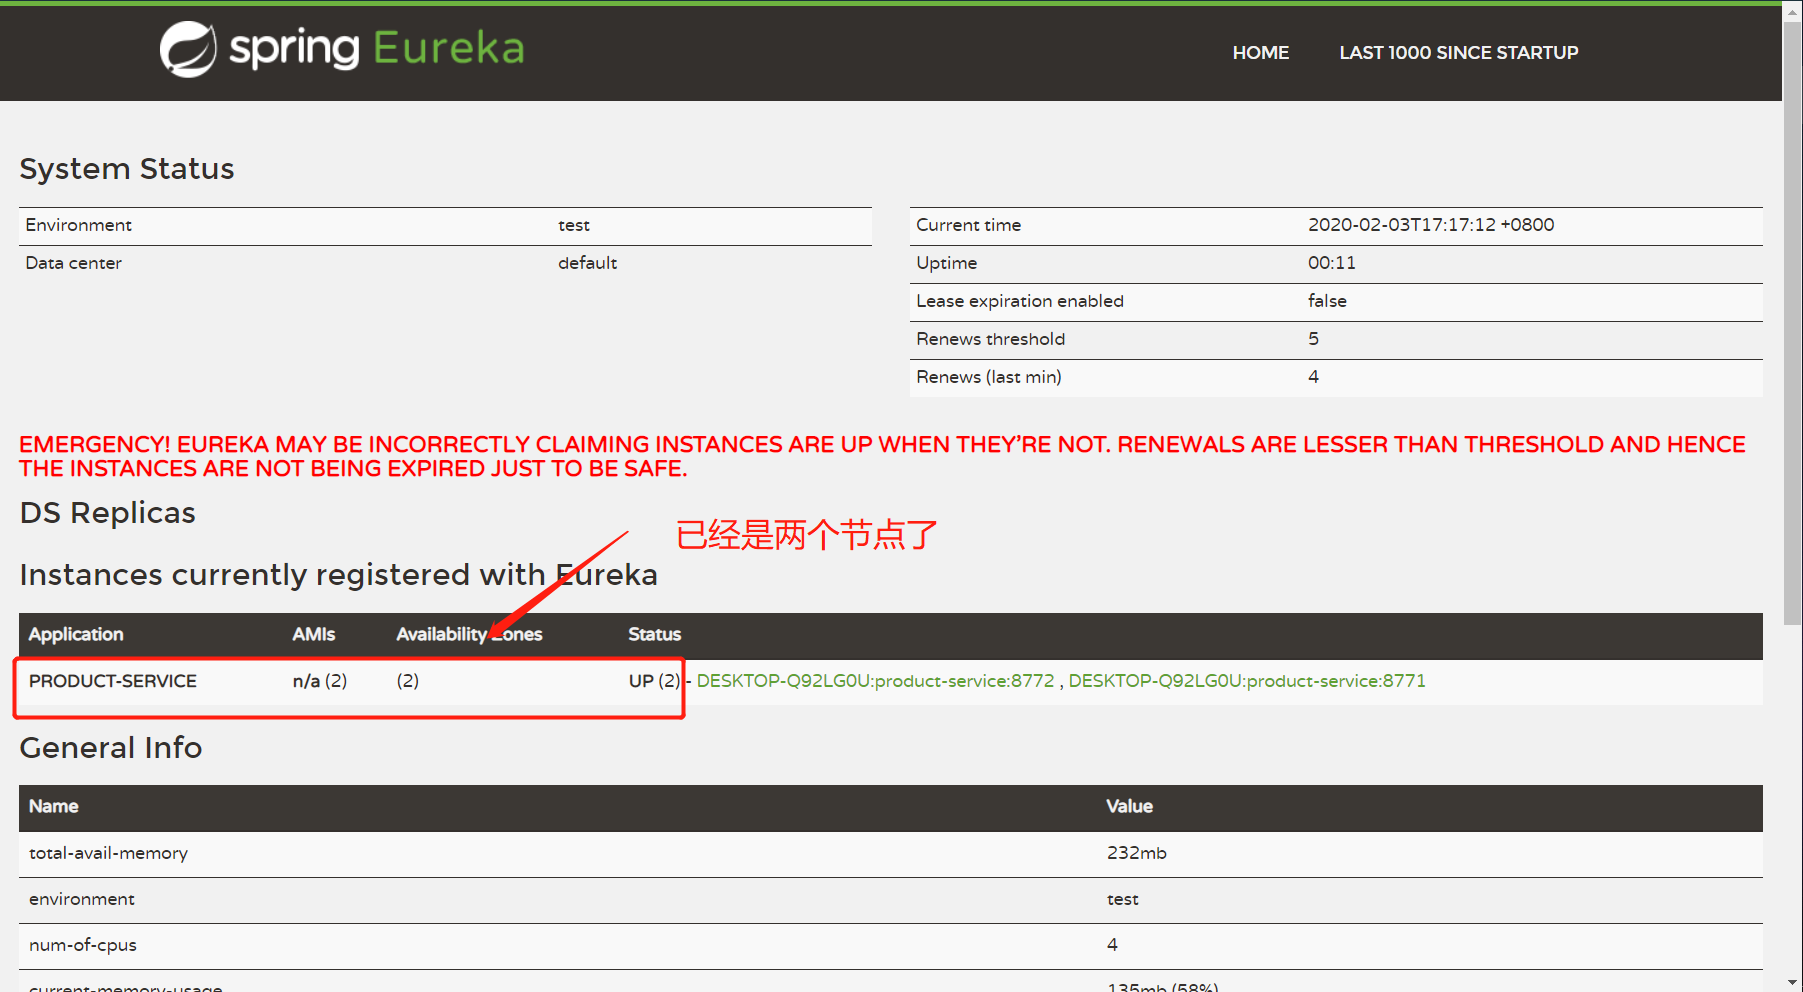 spring Eureka
HOME LAST 1000 SINCE STARTUP
System Status
Environment test
Data center default
Current time 2020-02-03T17:17:12 +0800
Uptime 00:11
Lease expiration enabled false
Renews threshold 5
Renews (last min) 4
EMERGENCY! EUREKA MAY BE INCORRECTLY CLAIMING INSTANCES ARE UP WHEN THEY'RE NOT. RENEWALS ARE LESSER THAN THRESHOLD AND HENCE
THE INSTANCES ARE NOT BEING EXPIRED JUST TO BE SAFE.
DS Replicas
已经是两个节点了
Instances currently registered with Eureka
Application AMIs Availability Zones Status
PRODUCT-SERVICE n/a (2) (2) UP (2) - DESKTOP-Q92LG0U:product-service:8772 , DESKTOP-Q92LG0U:product-service:8771
General Info
Name Value
total-avail-memory 232mb
environment test
num-of-cpus 4
current-memory-usage 135mb (58%)